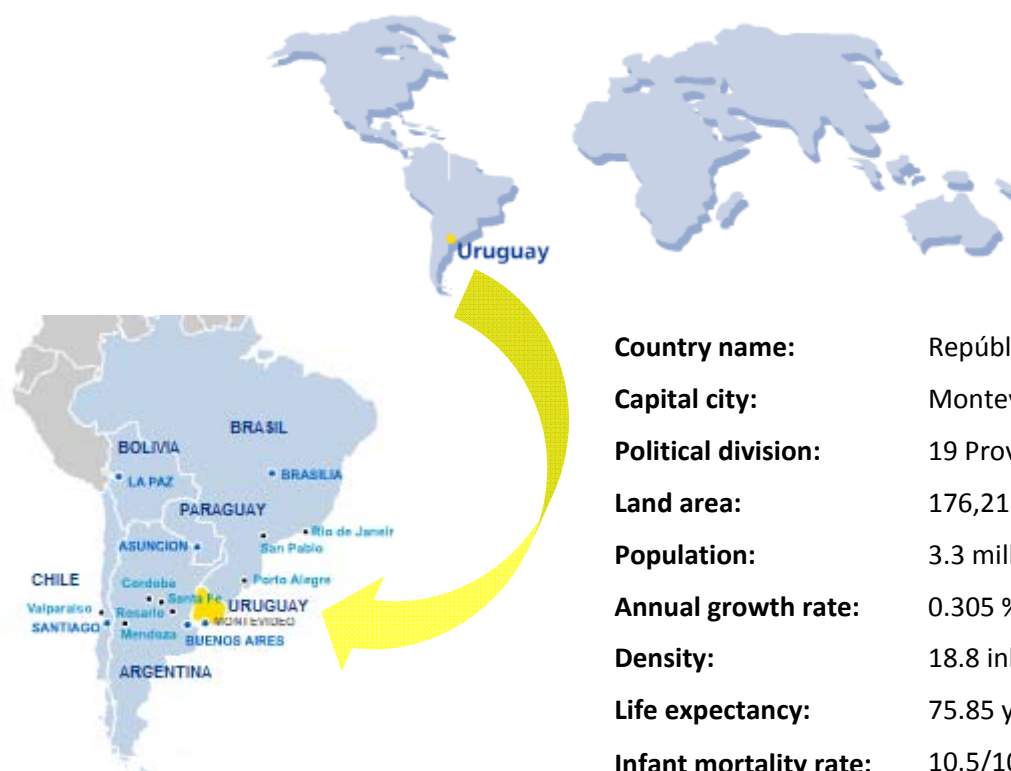 Uruguay
BRASIL
BOLIVIA
BRASILIA
LA PAZ
PARAGUAY
Rio de Janeir
San Pablo
ASUNCION
Porto Alegre
CHILE
Cordoba
Santa Fe
URUGUAY
Valparaiso
Rosario
MONTEVIDEO
SANTIAGO
Mendoza
BUENOS AIRES
ARGENTINA
Country name: Repúbl
Capital city: Montev
Political division: 19 Prov
Land area: 176,21
Population: 3.3 mill
Annual growth rate: 0.305 %
Density: 18.8 inl
Life expectancy: 75.85 y
Infant mortality rate: 10.5/10